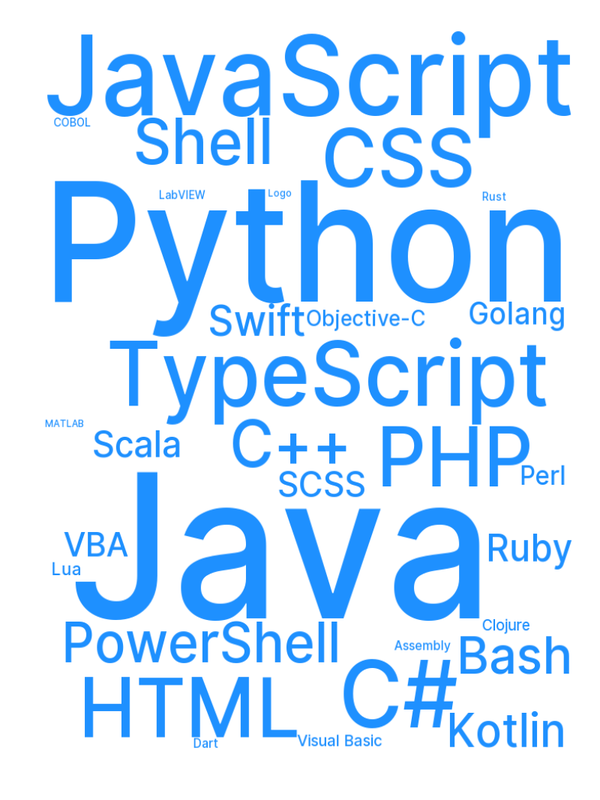 JavaScript
COBOL
Shell
CSS
LabVIEW
Logo
Rust
Python
Swift
Objective-C
Golang
TypeScript
MATLAB
Scala
C++
PHP
SCSS
Perl
Java
VBA
Ruby
Lua
PowerShell
Clojure
Assembly
Bash
HTML
C#
Kotlin
Dart
Visual Basic